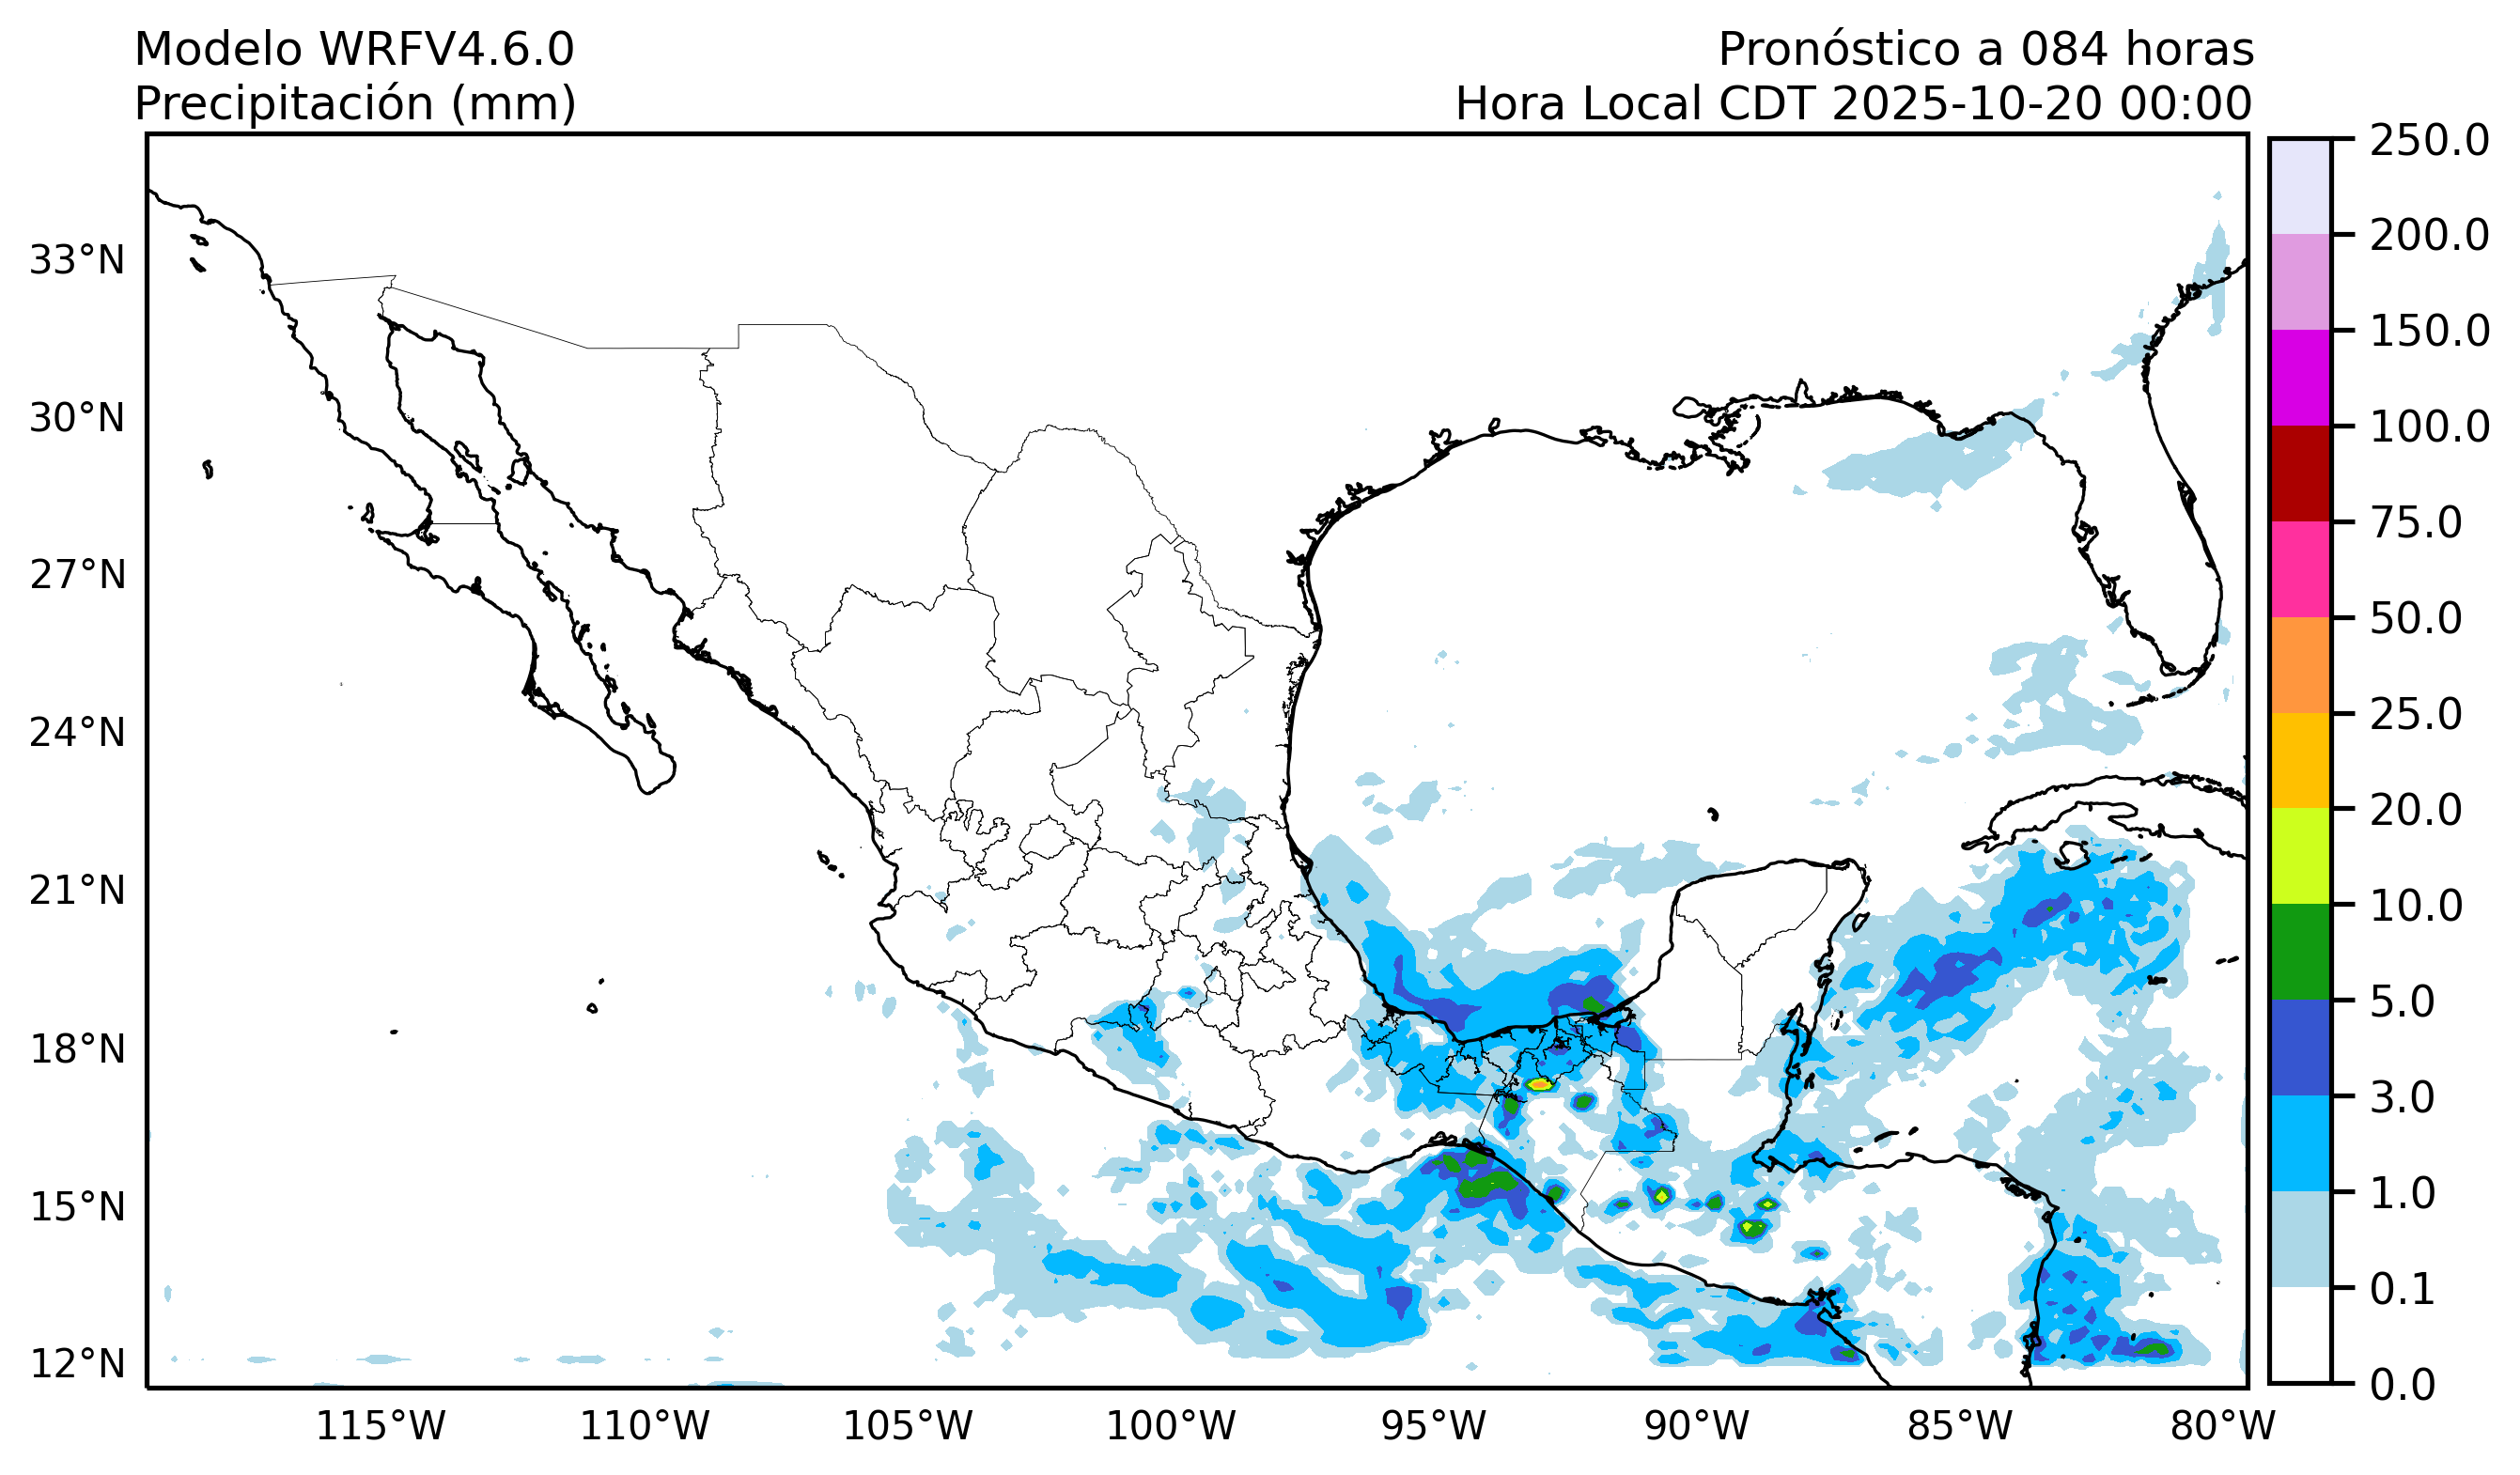 Modelo WRFV4.6.0
Precipitación (mm)
Pronóstico a 084 horas
Hora Local CDT 2025-10-20 00:00
33°N
30°N
27°N
24°N
21°N
18°N
15°N
12°N
115°W
110°W
105°W
100°W
95°W
90°W
85°W
80°W
250.0
200.0
150.0
100.0
75.0
50.0
25.0
20.0
10.0
5.0
3.0
1.0
0.1
0.0